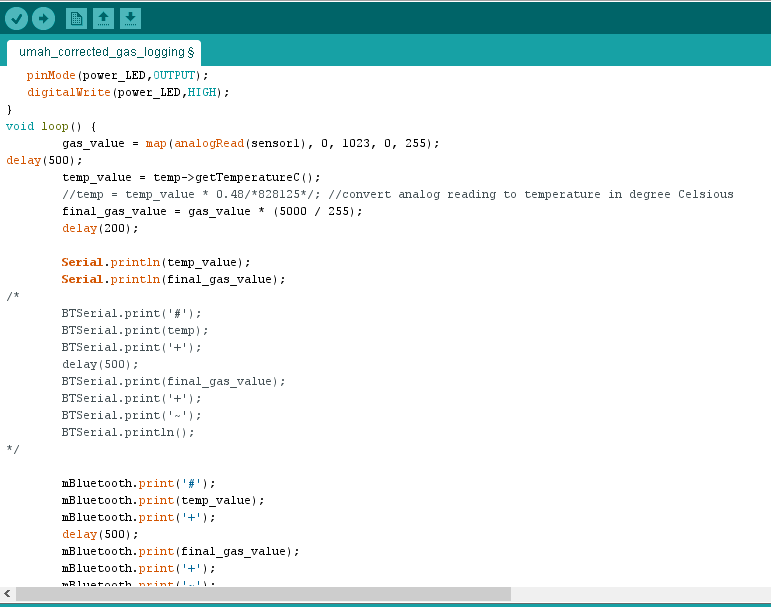 umah_corrected_gas_logging §
pinMode(power_LED,OUTPUT);
digitalWrite(power_LED,HIGH);
}
void loop() {
gas_value = map(analogRead(sensor1), 0, 1023, 0, 255);
delay(500);
temp_value = temp->getTemperatureC();
//temp = temp_value * 0.48/*828125*/; //convert analog reading to temperature in degree Celsious
final_gas_value = gas_value * (5000 / 255);
delay(200);
Serial.println(temp_value);
Serial.println(final_gas_value);
/*
BTSerial.print('#');
BTSerial.print(temp);
BTSerial.print('+');
delay(500);
BTSerial.print(final_gas_value);
BTSerial.print('+');
BTSerial.print('~');
BTSerial.println();
*/
mBluetooth.print('#');
mBluetooth.print(temp_value);
mBluetooth.print('+');
delay(500);
mBluetooth.print(final_gas_value);
mBluetooth.print('+');
mBluetooth.print('~');